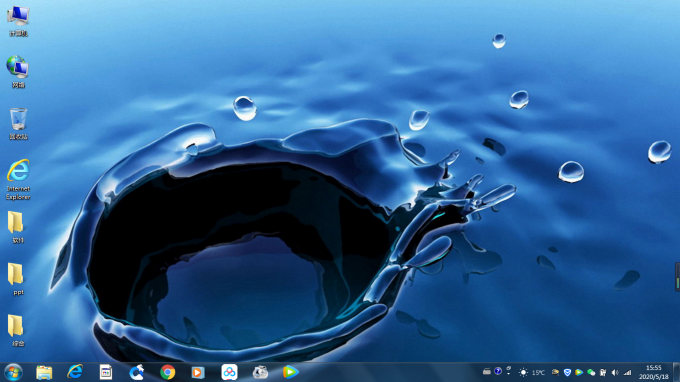 计算机
网络
回收站
Internet
Explorer
软件
ppt
综合
15℃
15:55
2020/5/18